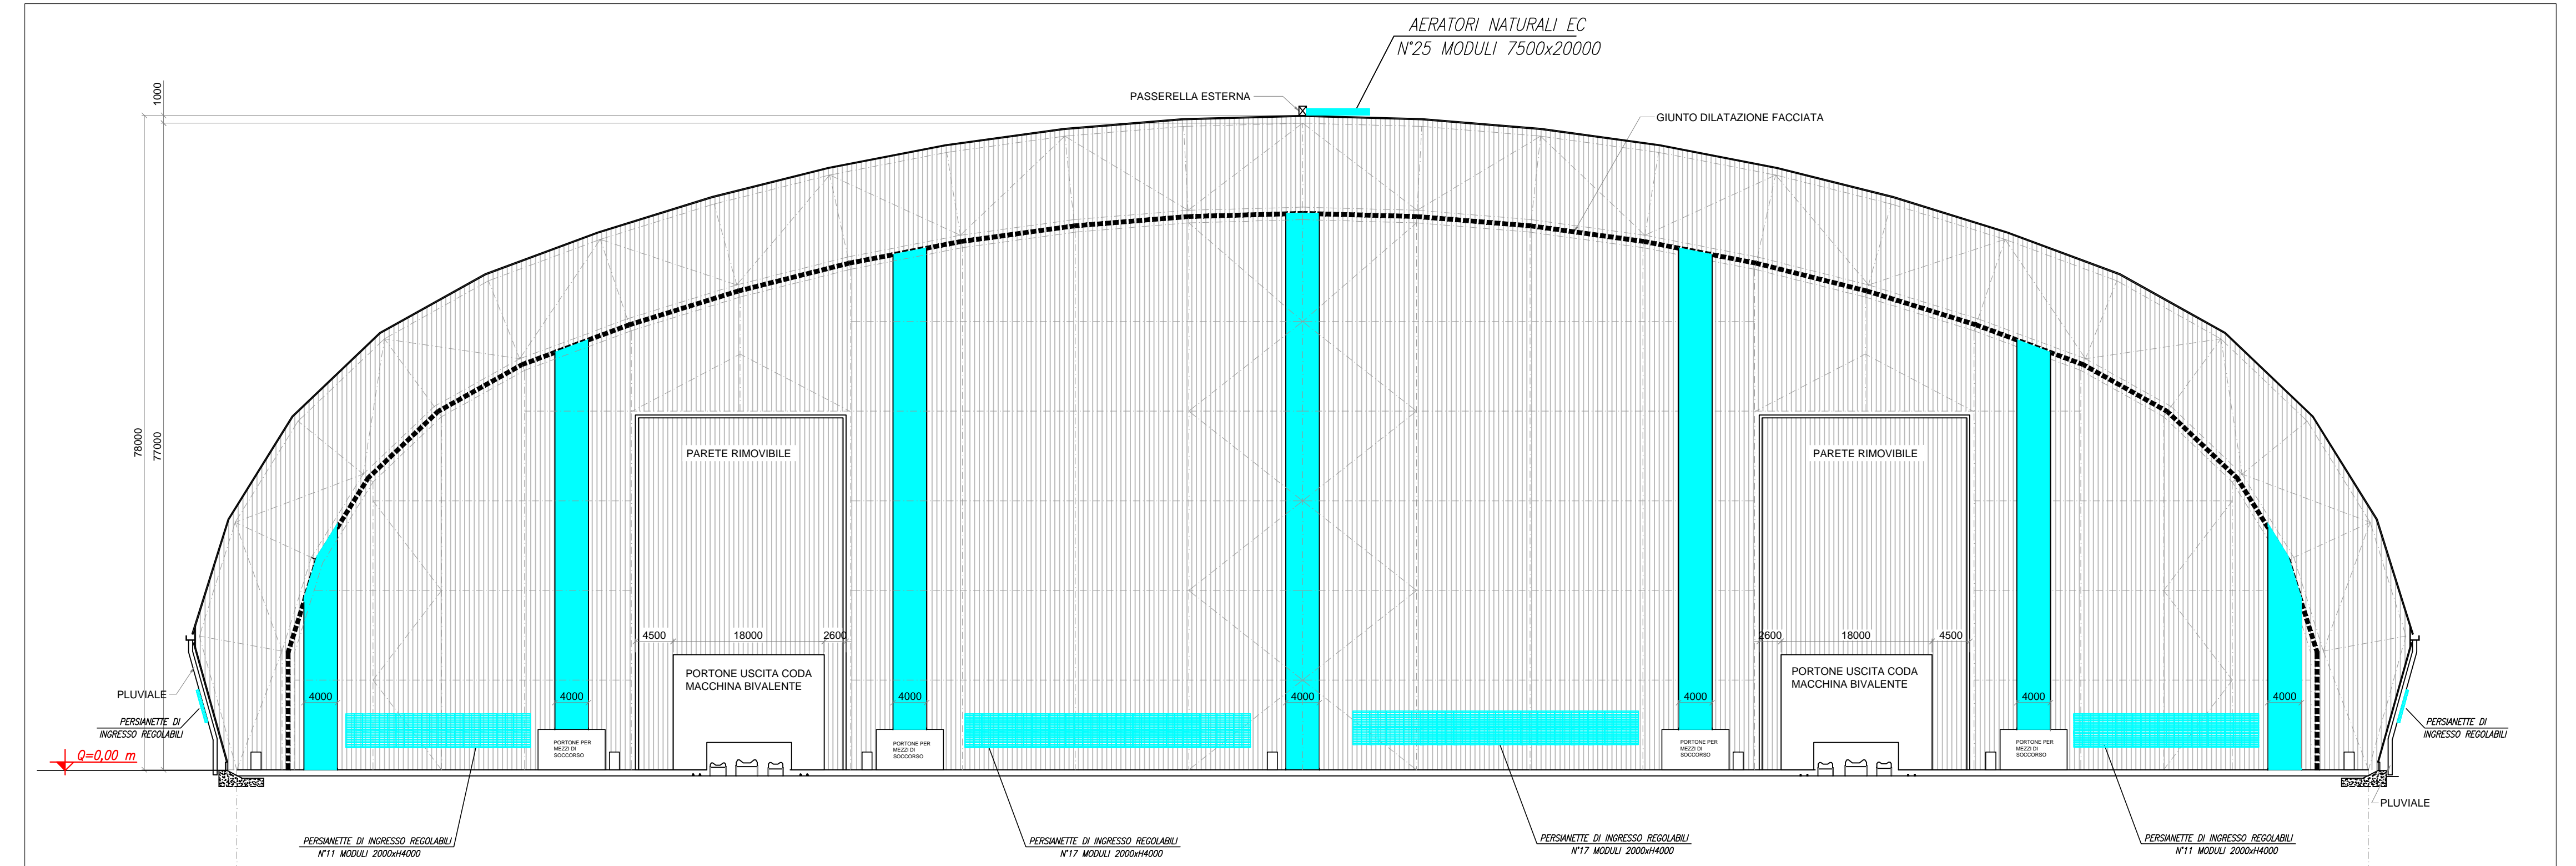 AERATORI NATURALI EC
N°25 MODULI 7500x20000
1000
PASSERELLA ESTERNA
GIUNTO DILATAZIONE FACCIATA
78000
77000
PARETE RIMOVIBILE
PARETE RIMOVIBILE
4500
18000
2600
2600
18000
4500
PORTONE USCITA CODA
MACCHINA BIVALENTE
PORTONE USCITA CODA
MACCHINA BIVALENTE
PLUVIALE
4000
4000
4000
4000
4000
4000
4000
PERSIANETTE DI
INGRESSO REGOLABILI
PERSIANETTE DI
INGRESSO REGOLABILI
PORTONE PER
MEZZI DI
SOCCORSO
PORTONE PER
MEZZI DI
SOCCORSO
PORTONE PER
MEZZI DI
SOCCORSO
PORTONE PER
MEZZI DI
SOCCORSO
Q=0,00 m
PLUVIALE
PERSIANETTE DI INGRESSO REGOLABILI
N°11 MODULI 2000xH4000
PERSIANETTE DI INGRESSO REGOLABILI
N°17 MODULI 2000xH4000
PERSIANETTE DI INGRESSO REGOLABILI
N°17 MODULI 2000xH4000
PERSIANETTE DI INGRESSO REGOLABILI
N°11 MODULI 2000xH4000